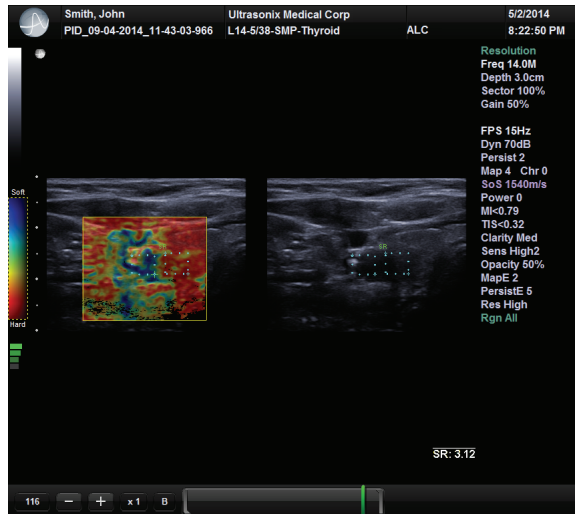 Smith, John Ultrasonix Medical Corp 5/2/2014
PID_09-04-2014_11-43-03-966 L14-5/38-SMP-Thyroid ALC 8:22:50 PM
Resolution
Freq 14.0M
Depth 3.0cm
Sector 100%
Gain 50%
FPS 15Hz
Dyn 70dB
Persist 2
Map 4 Chr 0
SoS 1540m/s
Power 0
MI<0.79
TIS<0.32
Clarity Med
Sens High2
Opacity 50%
MapE 2
PersistE 5
Res High
Rgn All
Soft
Hard
SR
SR: 3.12
116 − + x 1 B